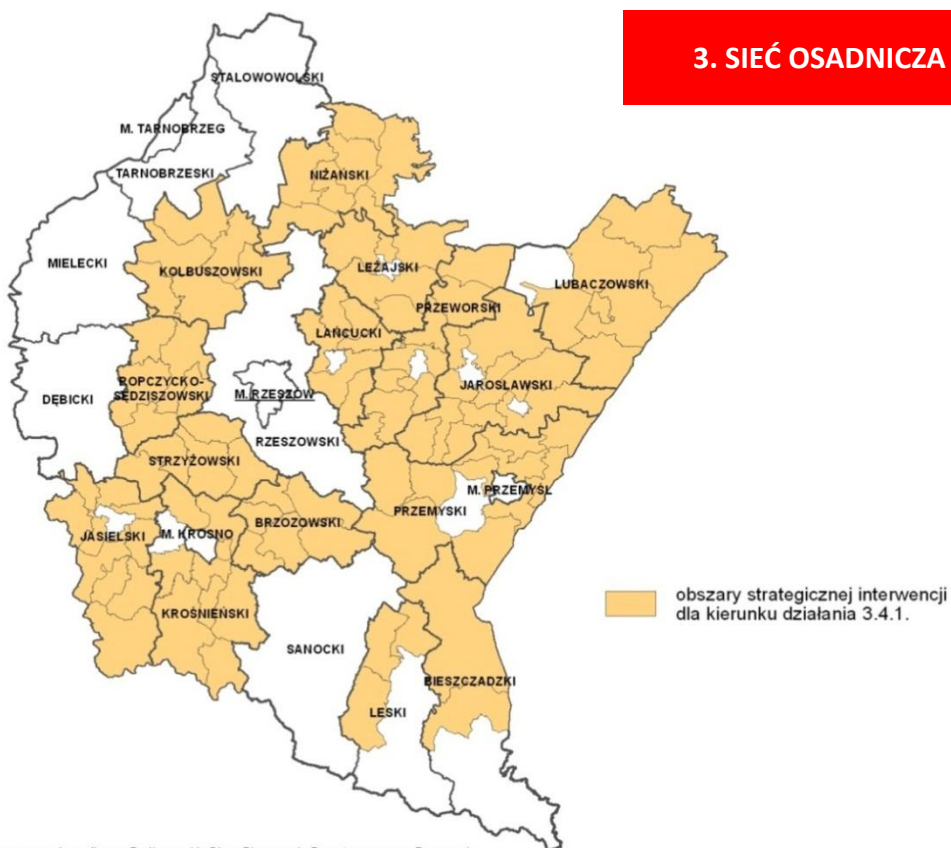 3. SIEĆ OSADNICZA
STALOWOWOLSKI
M. TARNOBRZEG
TARNOBRZESKI
NIŻAŃSKI
MIELECKI
KOLBUSZOWSKI
LEŻAJSKI
LUBACZOWSKI
PRZEWORSKI
ŁAŃCUCKI
ROPCZYCKO-
SĘDZISZOWSKI
DĘBICKI
M. RZESZÓW
JAROSŁAWSKI
RZESZOWSKI
STRZYŻOWSKI
M. PRZEMYŚL
PRZEMYSKI
BRZOZOWSKI
JASIELSKI
M. KROSNO
KROŚNIEŃSKI
SANOCKI
BIESZCZADZKI
LESKI
obszary strategicznej interwencji
dla kierunku działania 3.4.1.